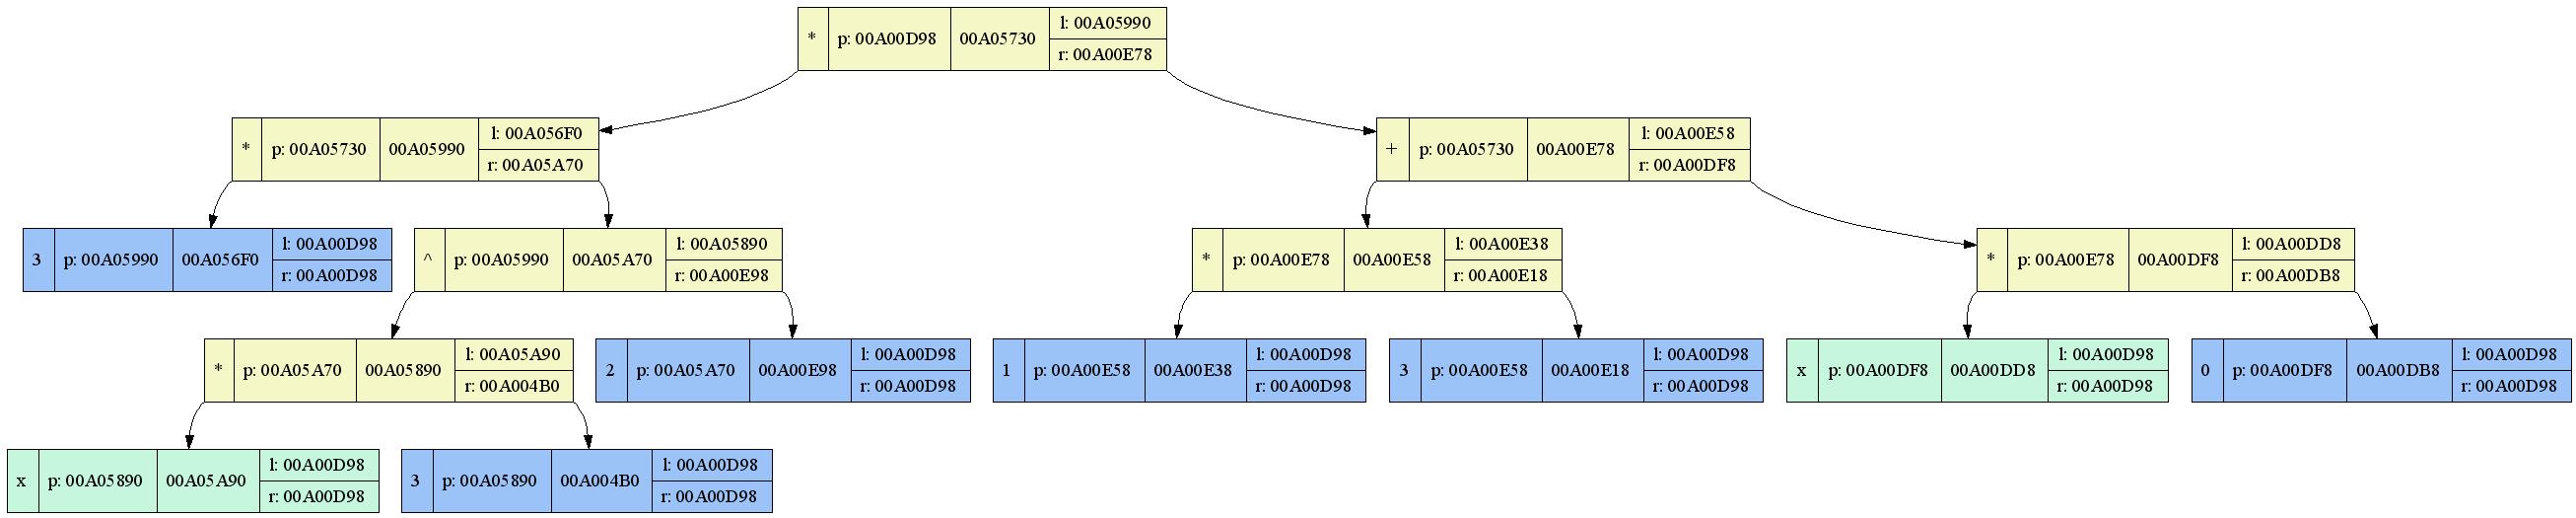 * p: 00A00D98 00A05730 l: 00A05990
r: 00A00E78
* p: 00A05730 00A05990 l: 00A056F0
r: 00A05A70
+ p: 00A05730 00A00E78 l: 00A00E58
r: 00A00DF8
3 p: 00A05990 00A056F0 l: 00A00D98
r: 00A00D98
^ p: 00A05990 00A05A70 l: 00A05890
r: 00A00E98
* p: 00A00E78 00A00E58 l: 00A00E38
r: 00A00E18
* p: 00A00E78 00A00DF8 l: 00A00DD8
r: 00A00DB8
* p: 00A05A70 00A05890 l: 00A05A90
r: 00A004B0
2 p: 00A05A70 00A00E98 l: 00A00D98
r: 00A00D98
1 p: 00A00E58 00A00E38 l: 00A00D98
r: 00A00D98
3 p: 00A00E58 00A00E18 l: 00A00D98
r: 00A00D98
x p: 00A00DF8 00A00DD8 l: 00A00D98
r: 00A00D98
0 p: 00A00DF8 00A00DB8 l: 00A00D98
r: 00A00D98
x p: 00A05890 00A05A90 l: 00A00D98
r: 00A00D98
3 p: 00A05890 00A004B0 l: 00A00D98
r: 00A00D98